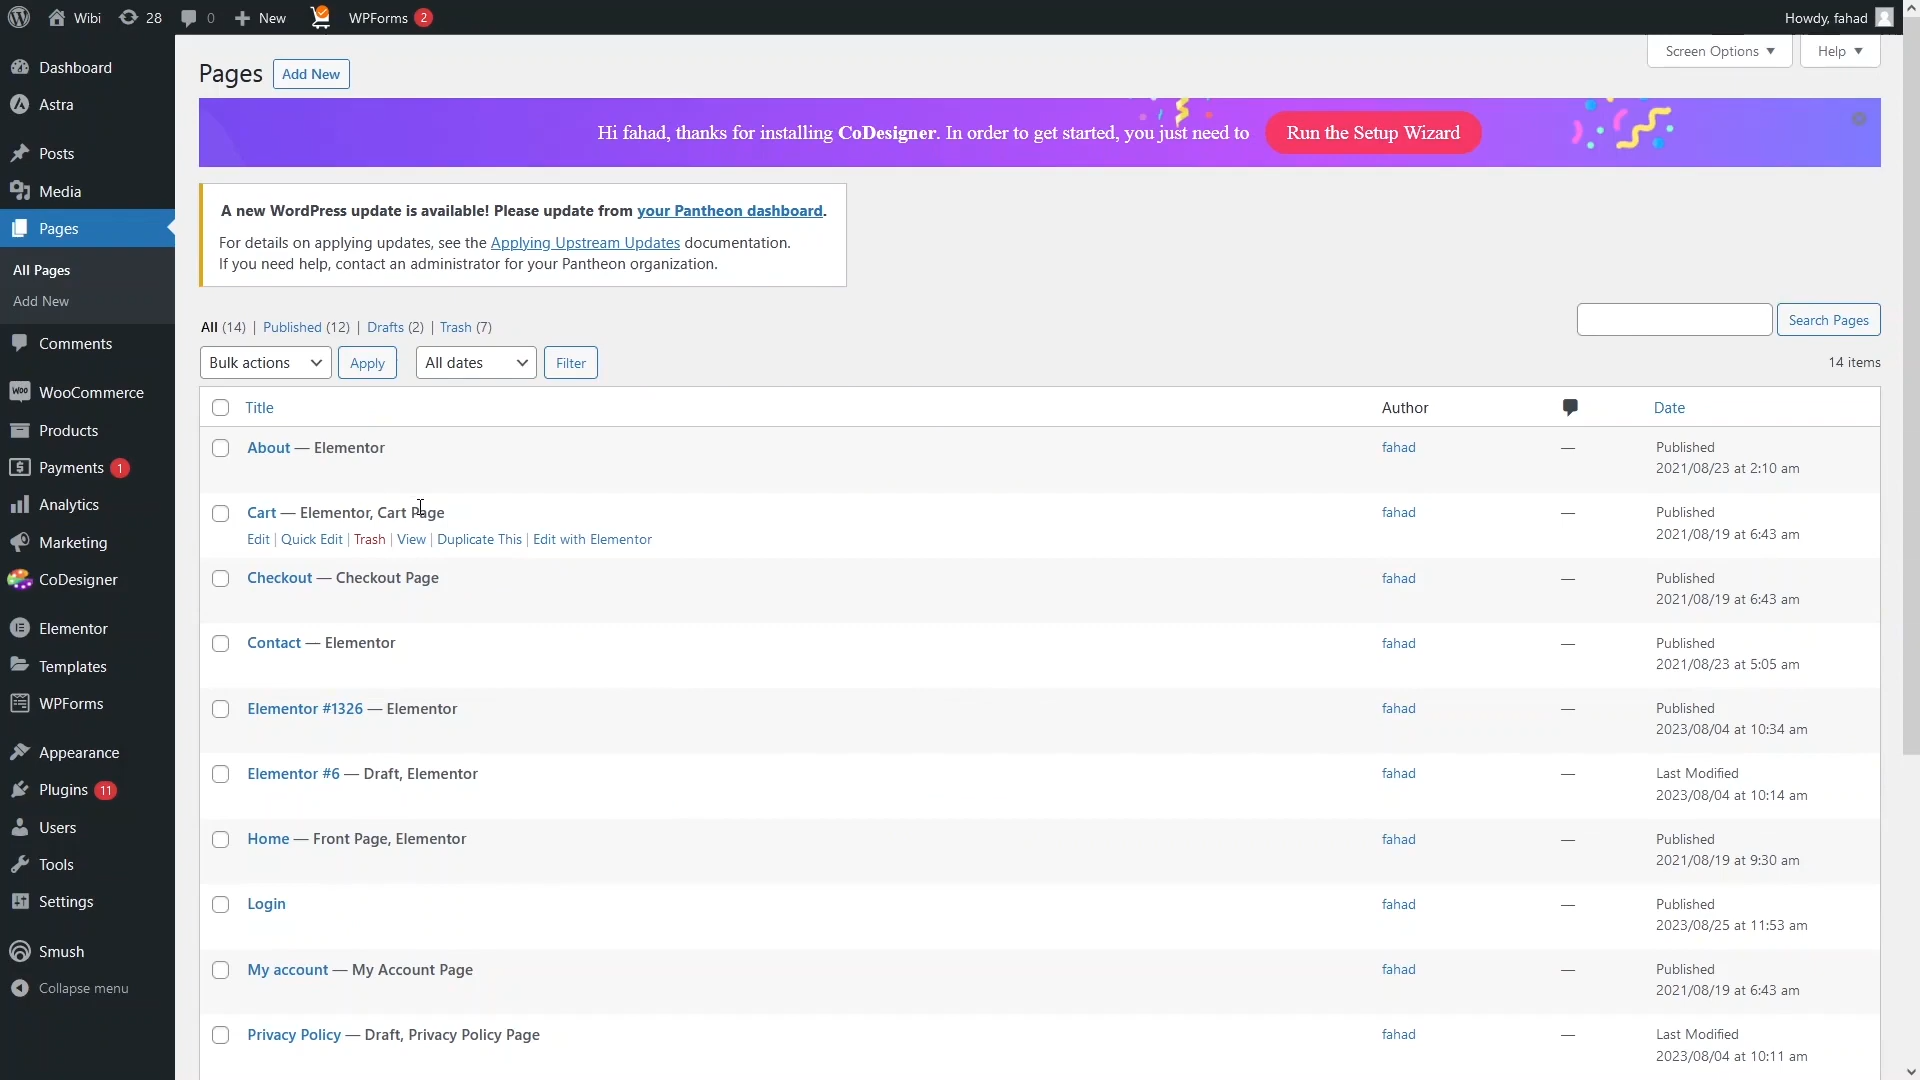 Wibi 28 0 New WPForms 2 Howdy, fahad
Screen Options Help
Dashboard
Astra
Posts
Media
Pages
All Pages
Add New
Comments
WooCommerce
Products
Payments 1
Analytics
Marketing
CoDesigner
Elementor
Templates
WPForms
Appearance
Plugins 11
Users
Tools
Settings
Smush
Collapse menu
Pages Add New
Hi fahad, thanks for installing CoDesigner. In order to get started, you just need to Run the Setup Wizard
A new WordPress update is available! Please update from your Pantheon dashboard.
For details on applying updates, see the Applying Upstream Updates documentation.
If you need help, contact an administrator for your Pantheon organization.
All (14) | Published (12) | Drafts (2) | Trash (7)
Search Pages
Bulk actions Apply All dates Filter 14 items
Title Author Date
About — Elementor fahad — Published
2021/08/23 at 2:10 am
Cart — Elementor, Cart Page fahad — Published
Edit | Quick Edit | Trash | View | Duplicate This | Edit with Elementor 2021/08/19 at 6:43 am
Checkout — Checkout Page fahad — Published
2021/08/19 at 6:43 am
Contact — Elementor fahad — Published
2021/08/23 at 5:05 am
Elementor #1326 — Elementor fahad — Published
2023/08/04 at 10:34 am
Elementor #6 — Draft, Elementor fahad — Last Modified
2023/08/04 at 10:14 am
Home — Front Page, Elementor fahad — Published
2021/08/19 at 9:30 am
Login fahad — Published
2023/08/25 at 11:53 am
My account — My Account Page fahad — Published
2021/08/19 at 6:43 am
Privacy Policy — Draft, Privacy Policy Page fahad — Last Modified
2023/08/04 at 10:11 am